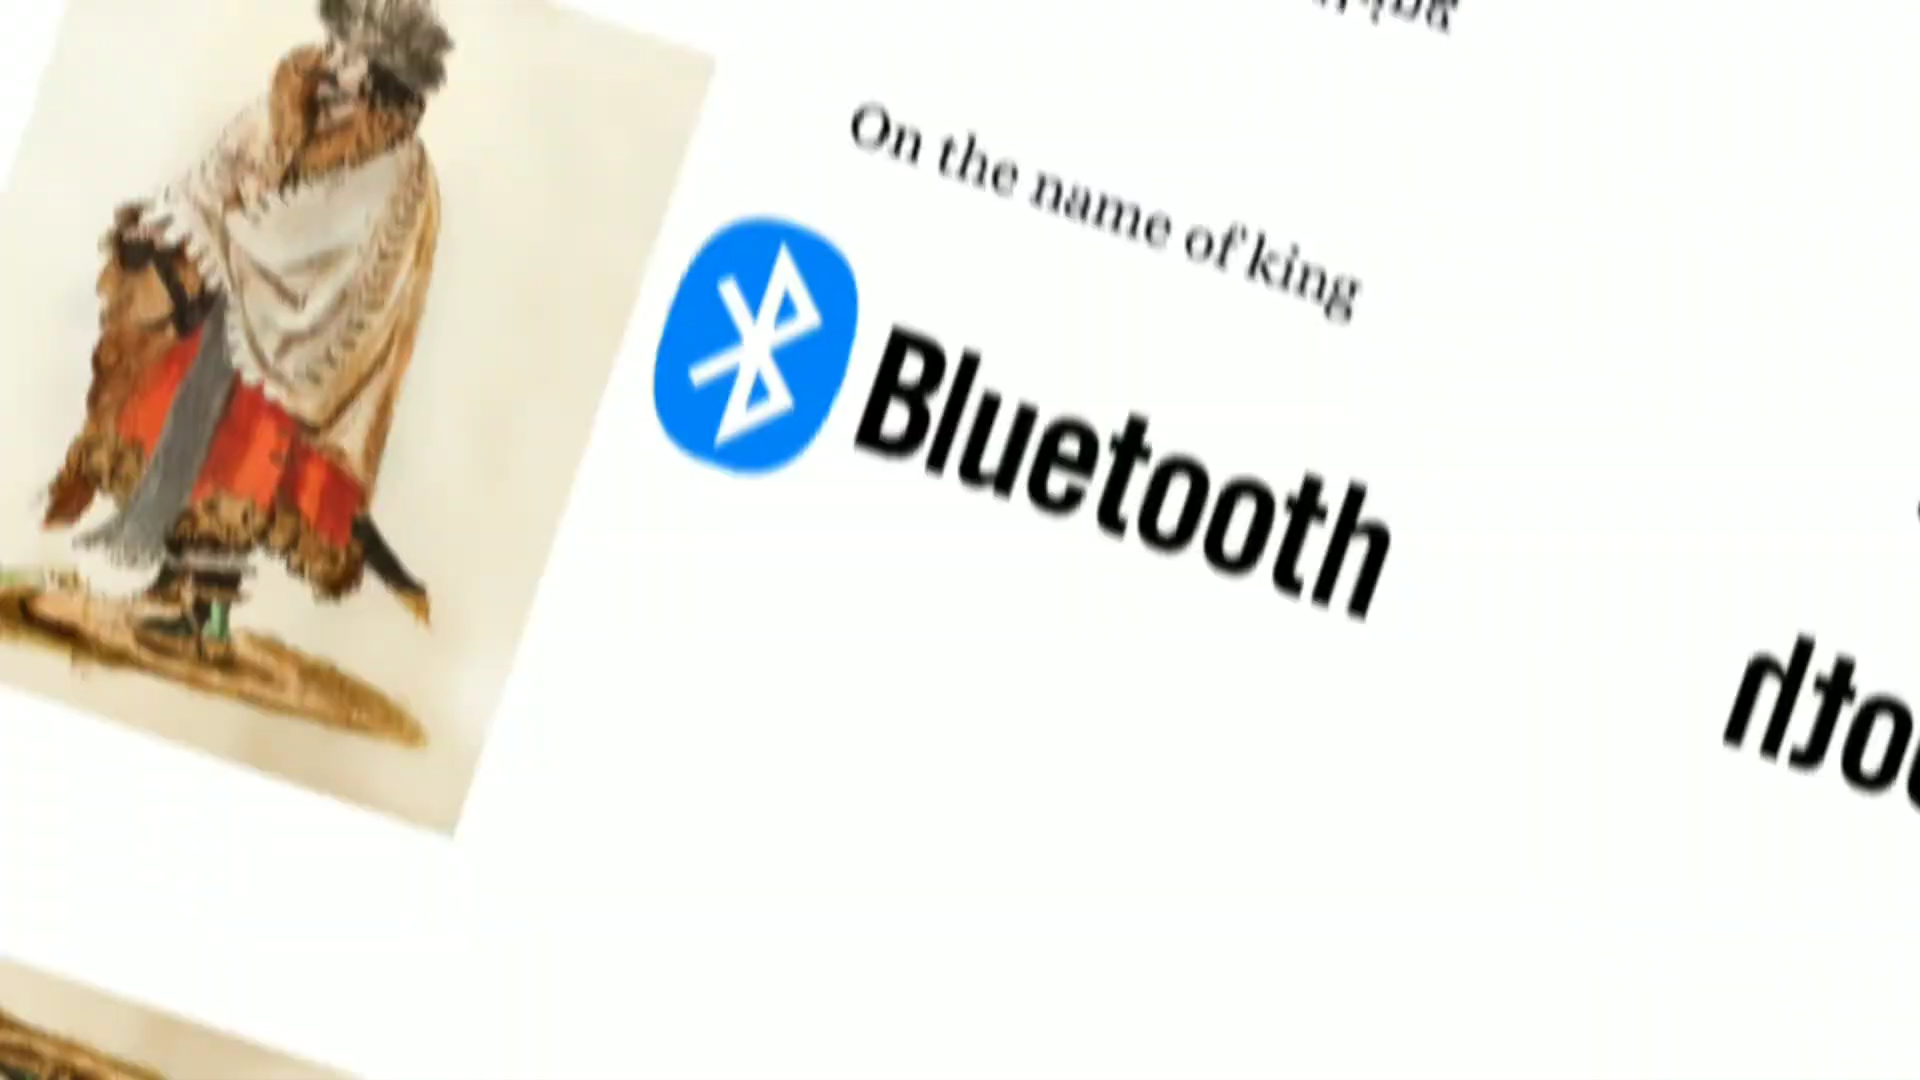 On the name of king
Bluetooth